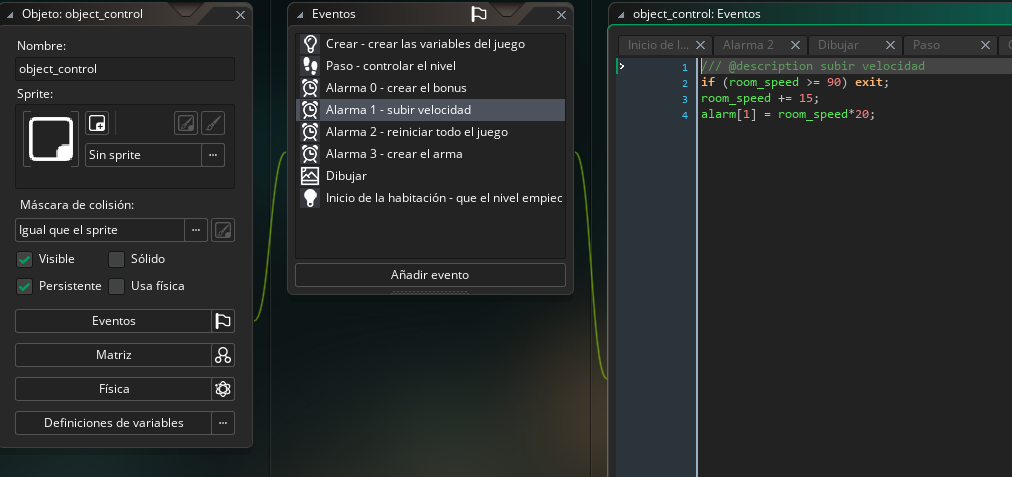 Objeto: object_control
Nombre:
object_control
Sprite:
Sin sprite
...
Máscara de colisión:
Igual que el sprite
...
Visible
Sólido
Persistente
Usa física
Eventos
Matriz
Física
Definiciones de variables
...
Eventos
Crear - crear las variables del juego
Paso - controlar el nivel
Alarma 0 - crear el bonus
Alarma 1 - subir velocidad
Alarma 2 - reiniciar todo el juego
Alarma 3 - crear el arma
Dibujar
Inicio de la habitación - que el nivel empiec
Añadir evento
object_control: Eventos
Inicio de l... Alarma 2 Dibujar Paso
1 /// @description subir velocidad
2 if (room_speed >= 90) exit;
3 room_speed += 15;
4 alarm[1] = room_speed*20;